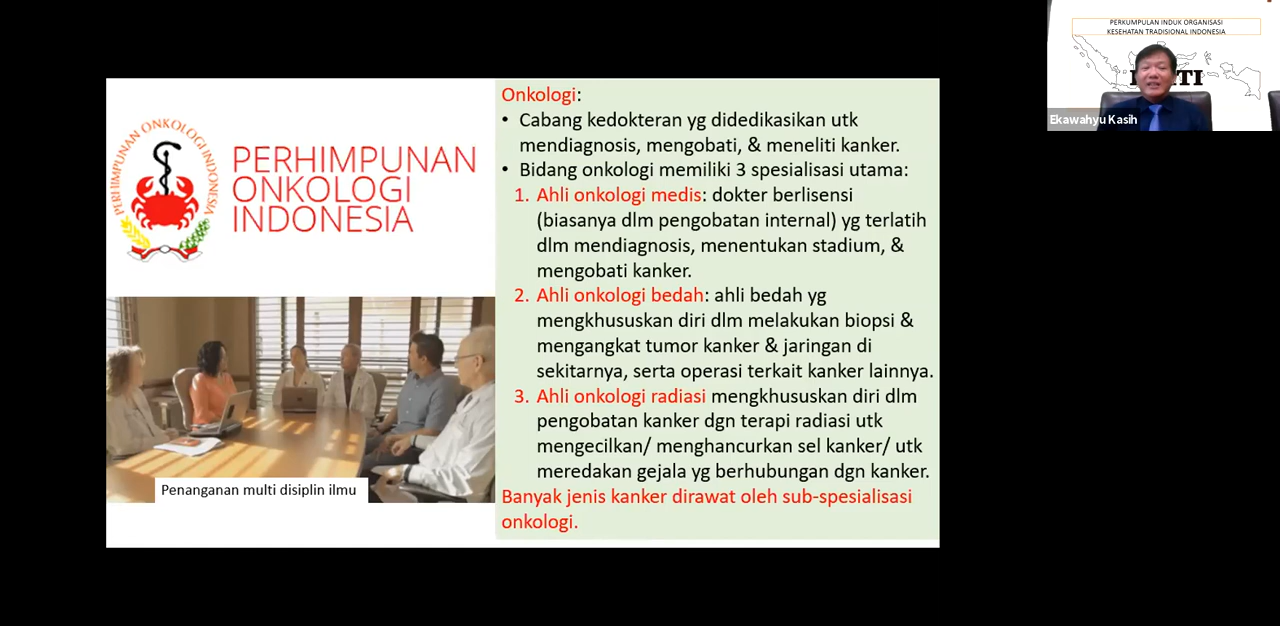 PERKUMPULAN INDUK ORGANISASI
KESEHATAN TRADISIONAL INDONESIA
Ekawahyu Kasih
PERHIMPUNAN ONKOLOGI INDONESIA
PERHIMPUNAN
ONKOLOGI
INDONESIA
Penanganan multi disiplin ilmu
Onkologi:
• Cabang kedokteran yg didedikasikan utk
mendiagnosis, mengobati, & meneliti kanker.
• Bidang onkologi memiliki 3 spesialisasi utama:
1. Ahli onkologi medis: dokter berlisensi
(biasanya dlm pengobatan internal) yg terlatih
dlm mendiagnosis, menentukan stadium, &
mengobati kanker.
2. Ahli onkologi bedah: ahli bedah yg
mengkhususkan diri dlm melakukan biopsi &
mengangkat tumor kanker & jaringan di
sekitarnya, serta operasi terkait kanker lainnya.
3. Ahli onkologi radiasi mengkhususkan diri dlm
pengobatan kanker dgn terapi radiasi utk
mengecilkan/ menghancurkan sel kanker/ utk
meredakan gejala yg berhubungan dgn kanker.
Banyak jenis kanker dirawat oleh sub-spesialisasi
onkologi.